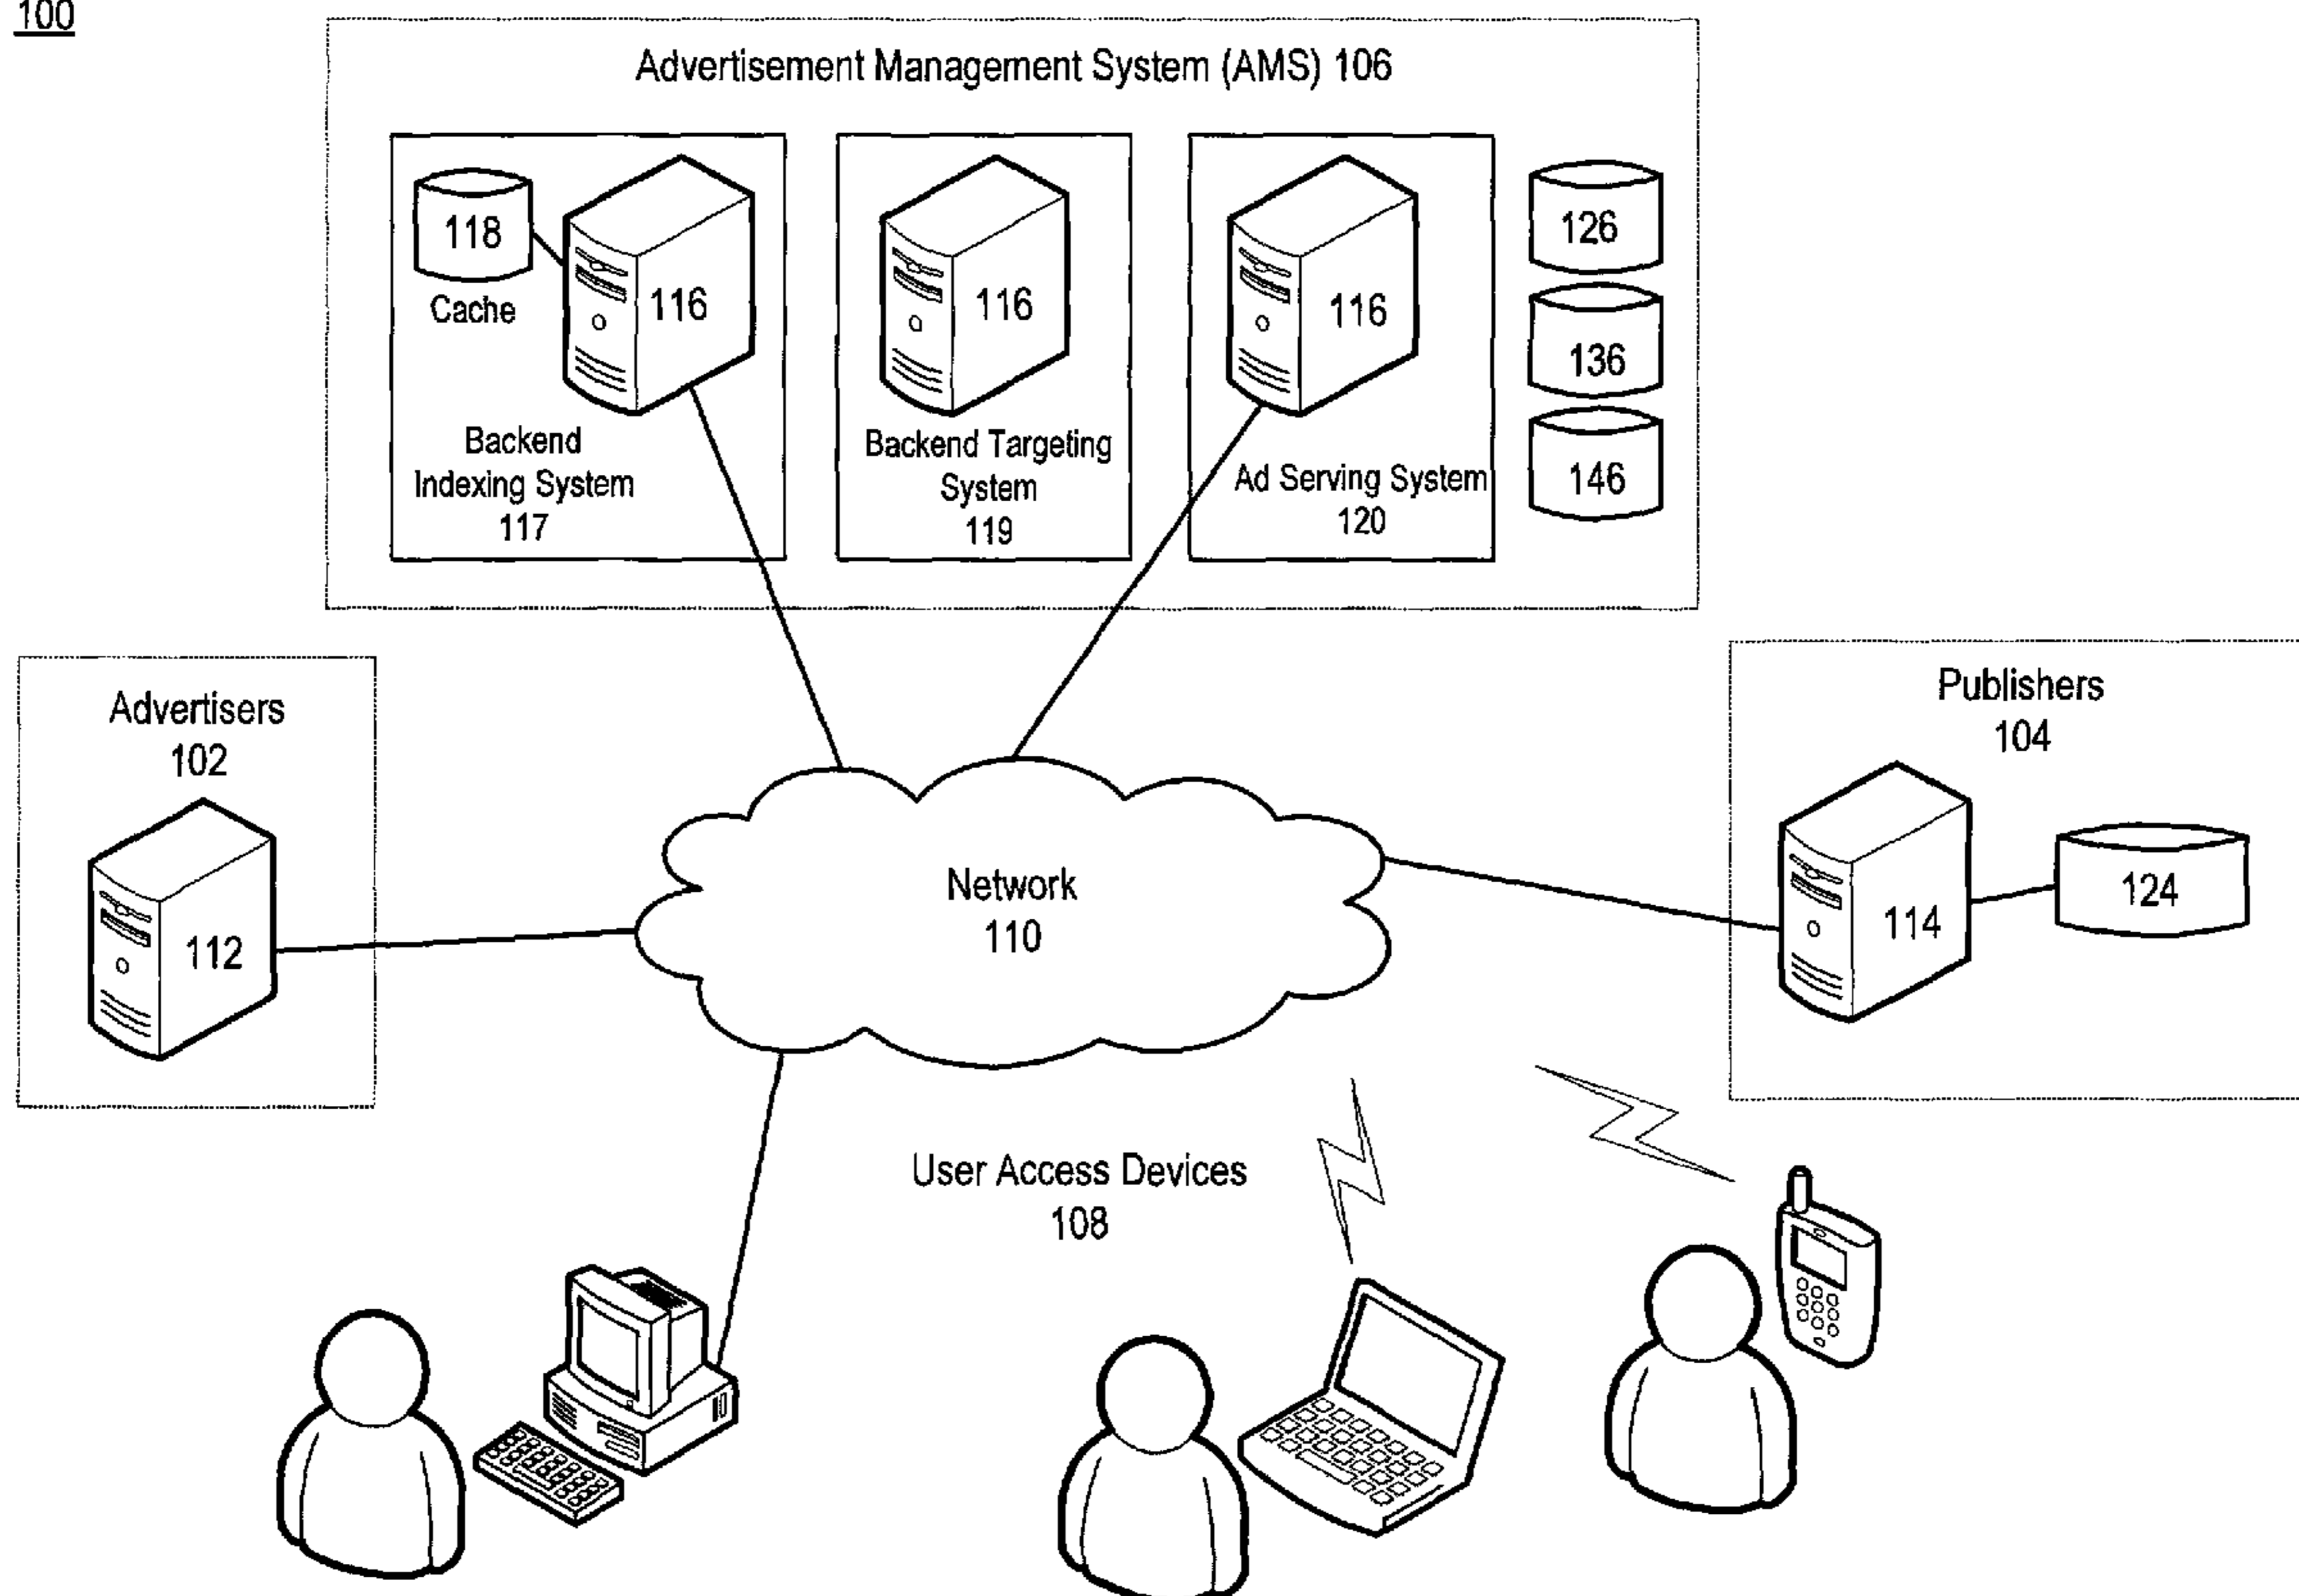 100
Advertisement Management System (AMS) 106
118
Cache
116
Backend
Indexing System
117
116
Backend Targeting
System
119
116
Ad Serving System
120
126
136
146
Advertisers
102
112
Publishers
104
114
124
Network
110
User Access Devices
108